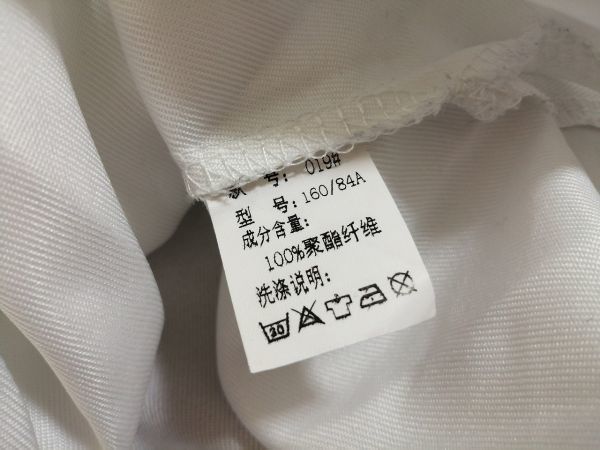 款 号: 019#
型 号:160/84A
成分含量:
100%聚酯纤维
洗涤说明:
30